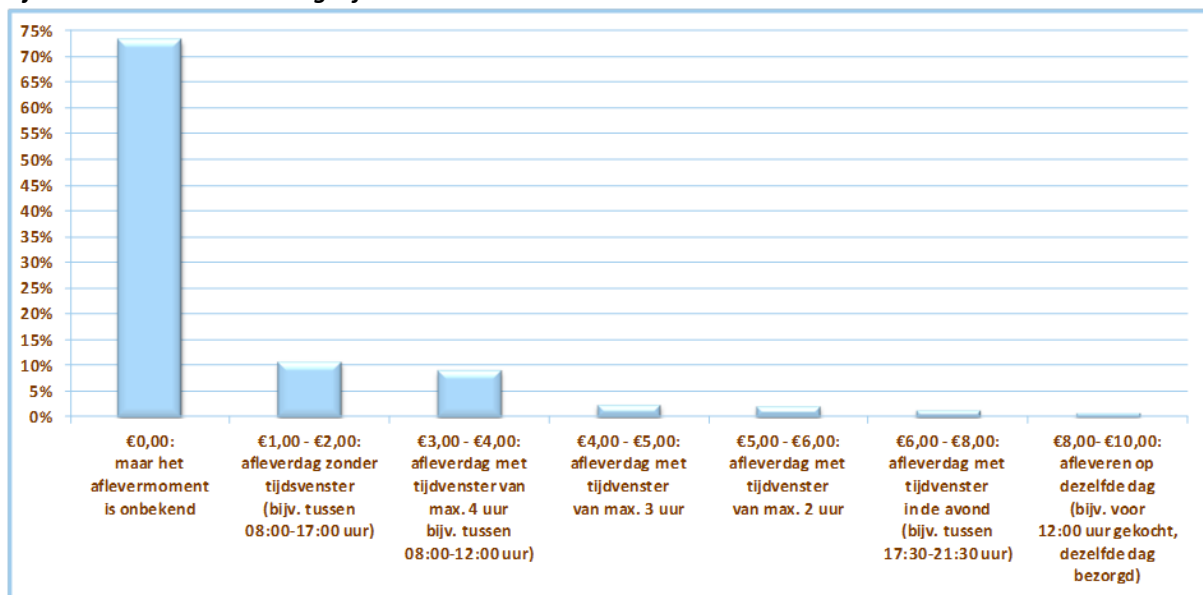 75%
70%
65%
60%
55%
50%
45%
40%
35%
30%
25%
20%
15%
10%
5%
0%
€0,00:
maar het
aflevermoment
is onbekend
€1,00 - €2,00:
afleverdag zonder
tijdsvenster
(bijv. tussen
08:00-17:00 uur)
€3,00 - €4,00:
afleverdag met
tijdvenster van
max. 4 uur
bijv. tussen
08:00-12:00 uur)
€4,00 - €5,00:
afleverdag met
tijdvenster
van max. 3 uur
€5,00 - €6,00:
afleverdag met
tijdvenster
van max. 2 uur
€6,00 - €8,00:
afleverdag met
tijdvenster
in de avond
(bijv. tussen
17:30-21:30 uur)
€8,00- €10,00:
afleveren op
dezelfde dag
(bijv. voor
12:00 uur gekocht,
dezelfde dag
bezorgd)